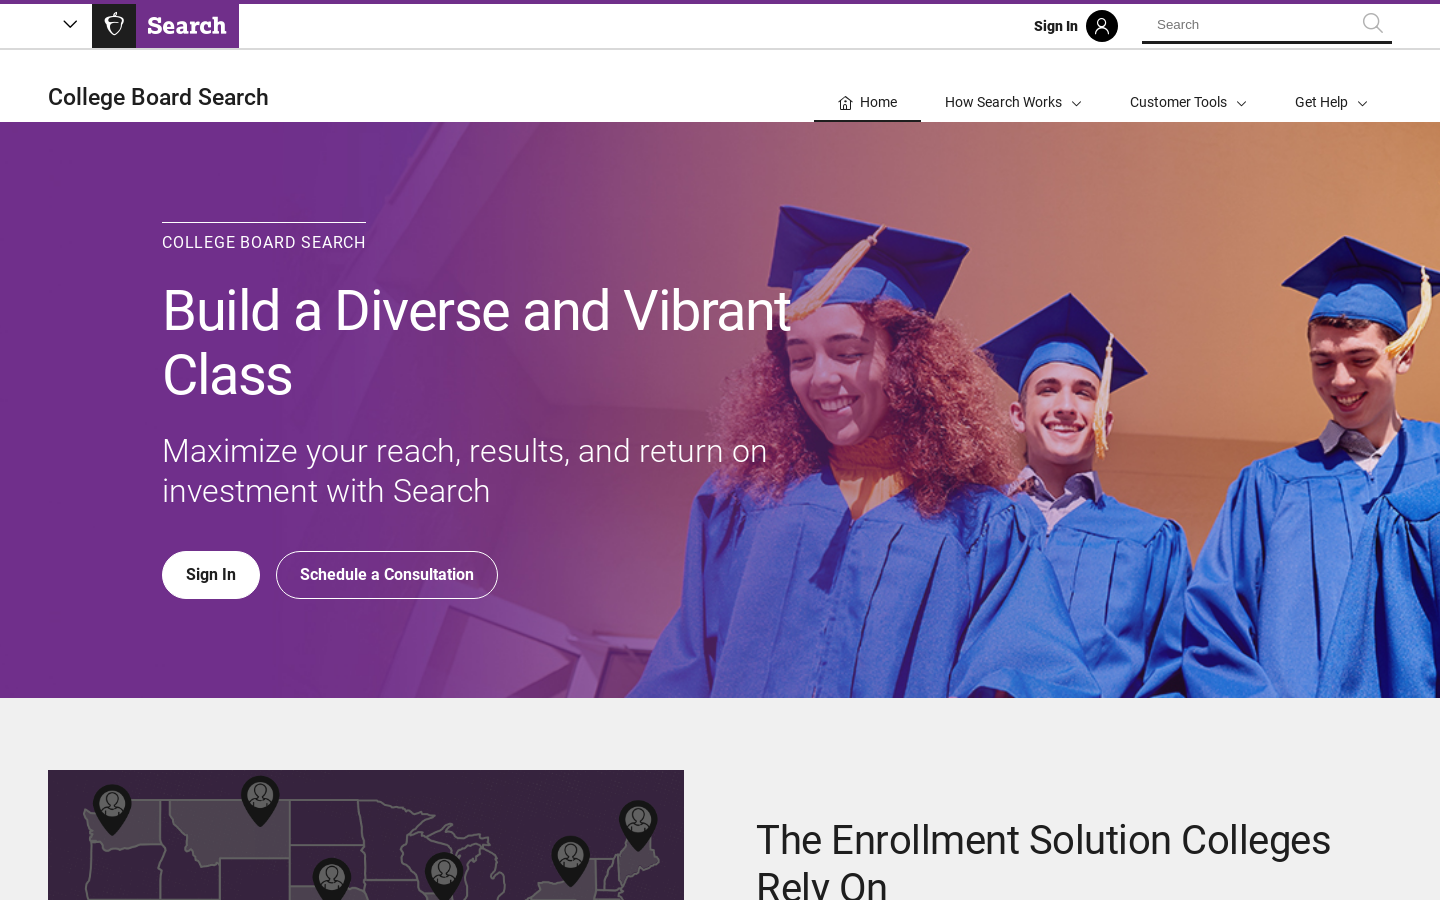 Search
Sign In
Search
College Board Search
Home
How Search Works
Customer Tools
Get Help
COLLEGE BOARD SEARCH
Build a Diverse and Vibrant
Class
Maximize your reach, results, and return on
investment with Search
Sign In
Schedule a Consultation
The Enrollment Solution Colleges
Rely On